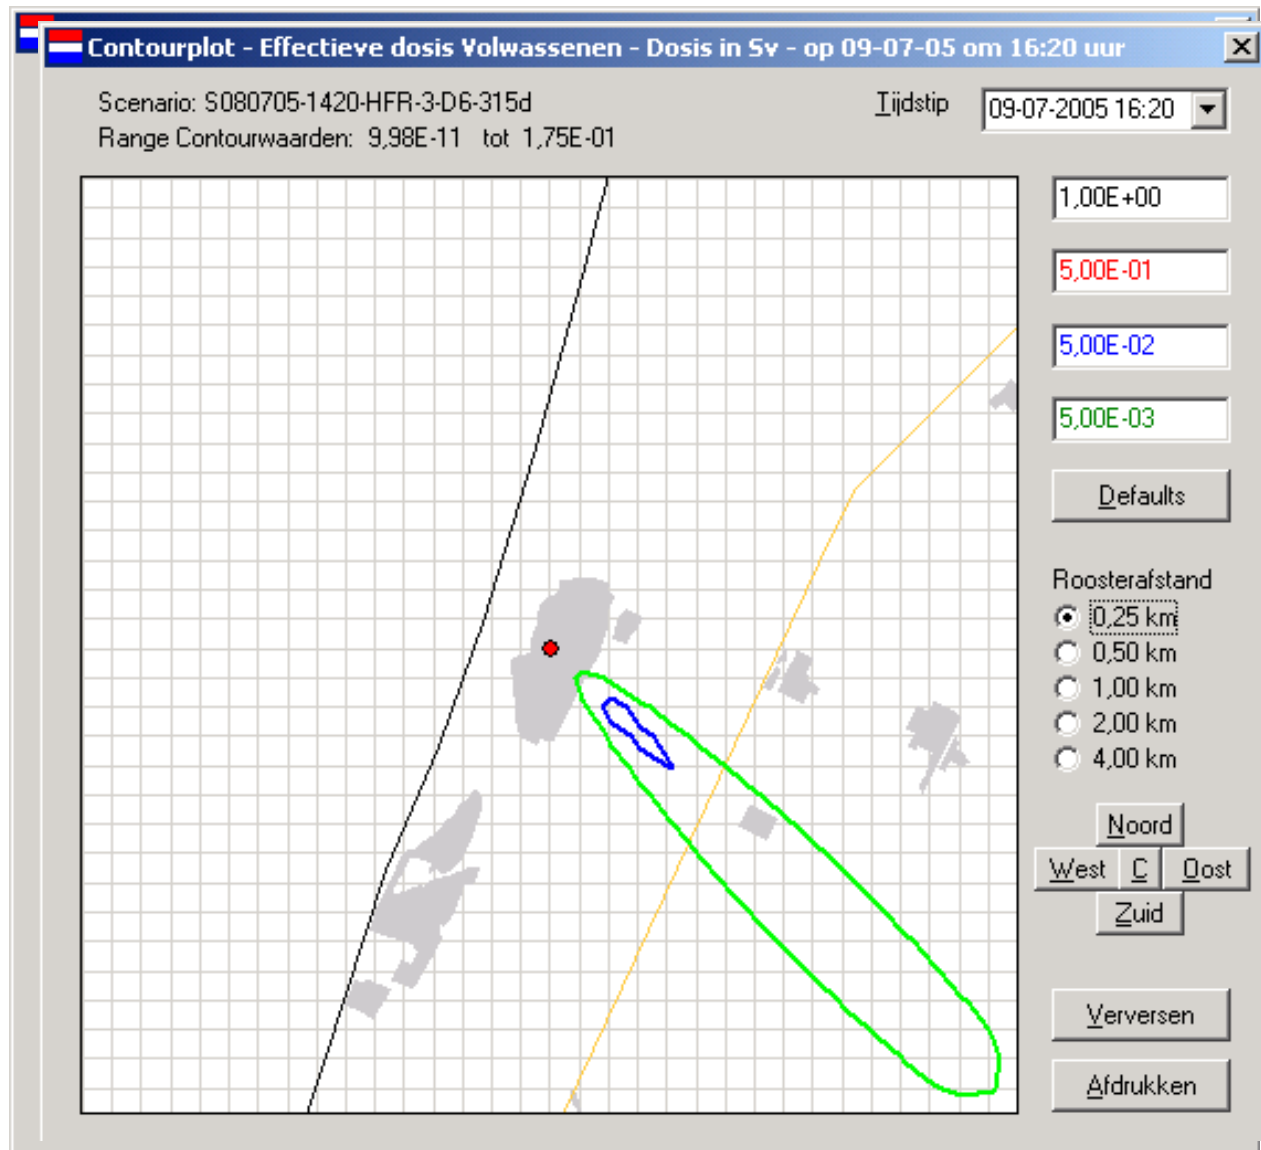 Contourplot - Effectieve dosis Volwassenen - Dosis in Sv - op 09-07-05 om 16:20 uur
Scenario: S080705-1420-HFR-3-D6-315d
Range Contourwaarden: 9,98E-11 tot 1,75E-01
Tijdstip
09-07-2005 16:20
1,00E+00
5,00E-01
5,00E-02
5,00E-03
Defaults
Roosterafstand
0,25 km
0,50 km
1,00 km
2,00 km
4,00 km
Noord
West C Oost
Zuid
Verversen
Afdrukken